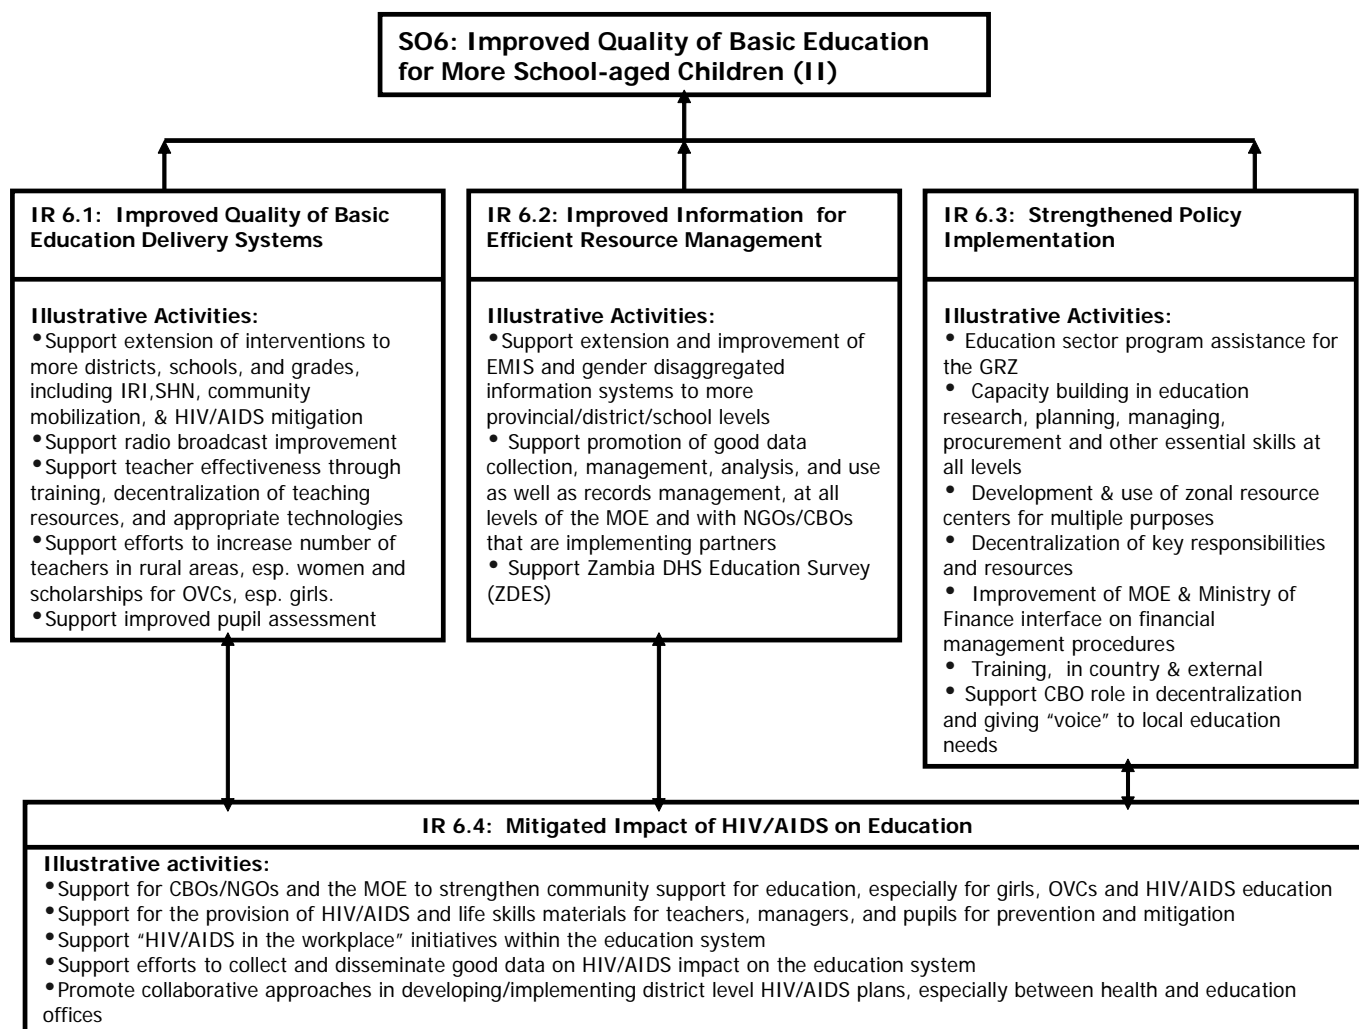 SO6: Improved Quality of Basic Education
for More School-aged Children (II)
IR 6.1:  Improved Quality of Basic
Education Delivery Systems
Illustrative Activities:
•Support extension of interventions to
more districts, schools, and grades,
including IRI,SHN, community
mobilization, & HIV/AIDS mitigation
•Support radio broadcast improvement
•Support teacher effectiveness through
training, decentralization of teaching
resources, and appropriate technologies
•Support efforts to increase number of
teachers in rural areas, esp. women and
scholarships for OVCs, esp. girls.
•Support improved pupil assessment
IR 6.2: Improved Information  for
Efficient Resource Management
Illustrative Activities:
•Support extension and improvement of
EMIS and gender disaggregated
information systems to more
provincial/district/school levels
• Support promotion of good data
collection, management, analysis, and use
as well as records management, at all
levels of the MOE and with NGOs/CBOs
that are implementing partners
• Support Zambia DHS Education Survey
(ZDES)
IR 6.3:  Strengthened Policy
Implementation
Illustrative Activities:
• Education sector program assistance for
the GRZ
•  Capacity building in education
research, planning, managing,
procurement and other essential skills at
all levels
•  Development & use of zonal resource
centers for multiple purposes
•  Decentralization of key responsibilities
and resources
•  Improvement of MOE & Ministry of
Finance interface on financial
management procedures
•  Training,  in country & external
• Support CBO role in decentralization
and giving “voice” to local education
needs
IR 6.4:  Mitigated Impact of HIV/AIDS on Education
Illustrative activities:
•Support for CBOs/NGOs and the MOE to strengthen community support for education, especially for girls, OVCs and HIV/AIDS education
•Support for the provision of HIV/AIDS and life skills materials for teachers, managers, and pupils for prevention and mitigation
•Support “HIV/AIDS in the workplace” initiatives within the education system
•Support efforts to collect and disseminate good data on HIV/AIDS impact on the education system
•Promote collaborative approaches in developing/implementing district level HIV/AIDS plans, especially between health and education
offices